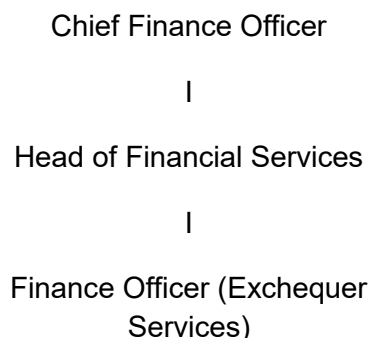 Chief Finance Officer
I
Head of Financial Services
I
Finance Officer (Exchequer
Services)